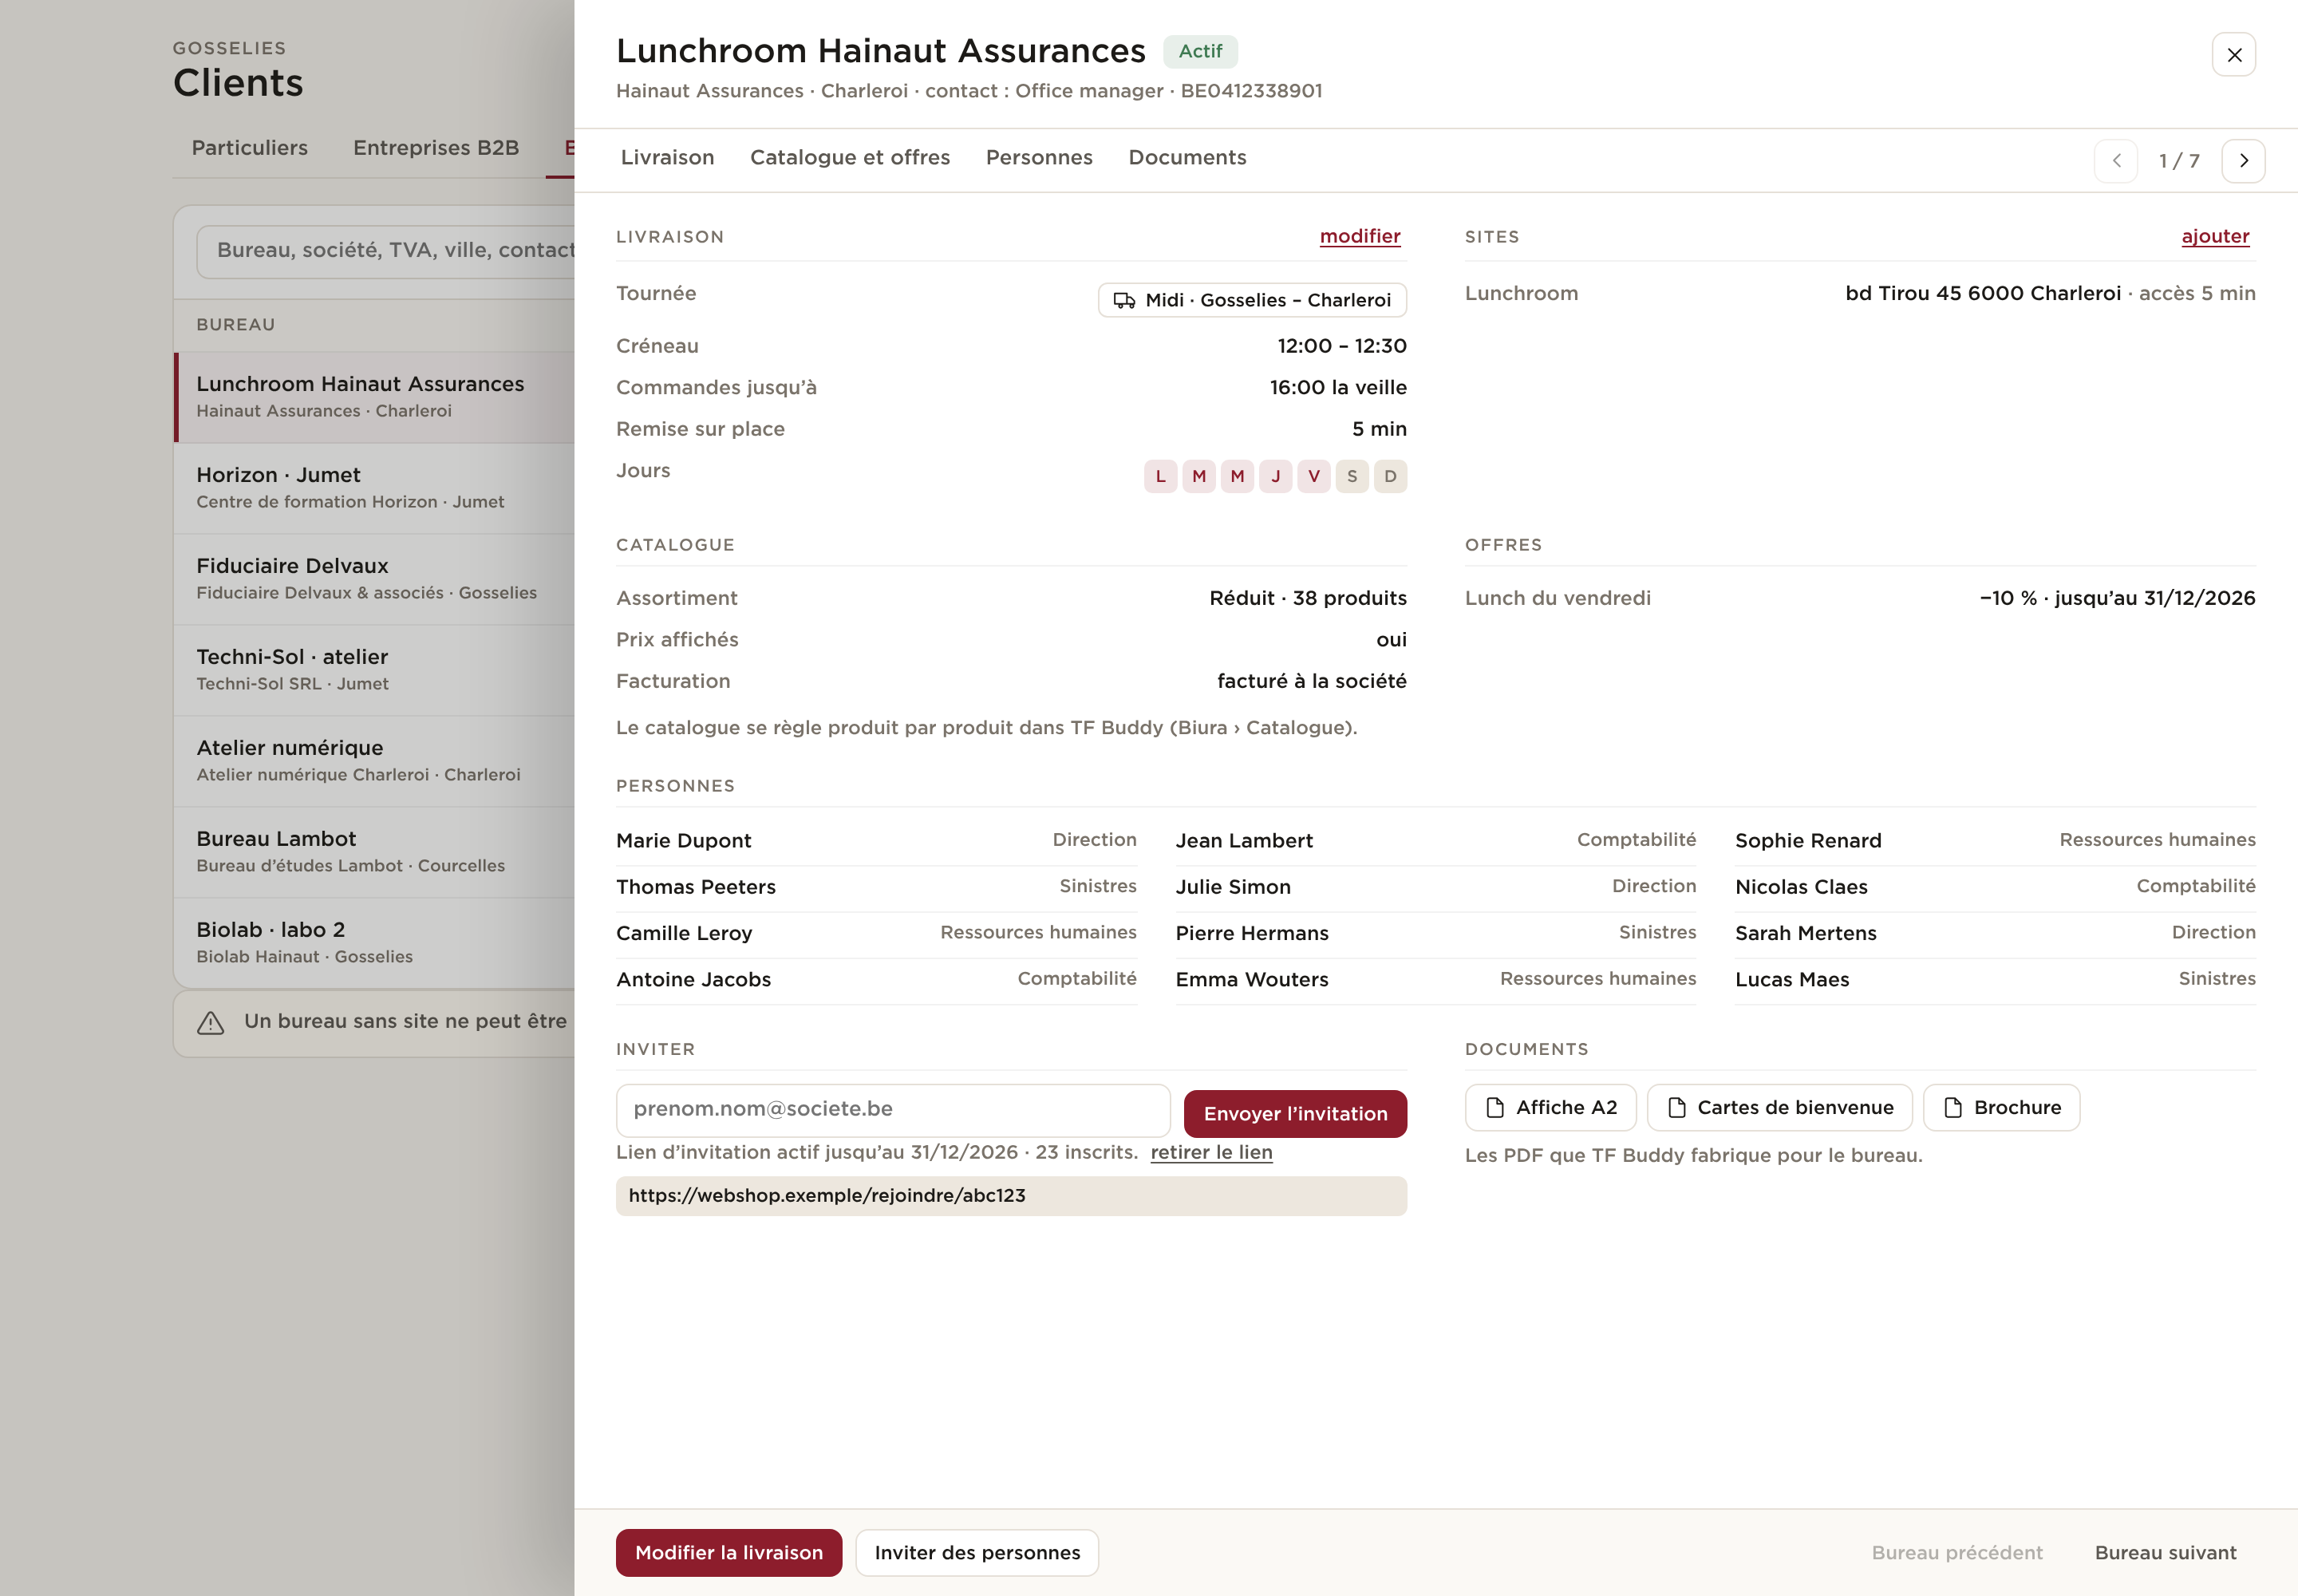 GOSSELIES
Clients
Particuliers Entreprises B2B
Bureau, société, TVA, ville, contact
BUREAU
Lunchroom Hainaut Assurances
Hainaut Assurances · Charleroi
Horizon · Jumet
Centre de formation Horizon · Jumet
Fiduciaire Delvaux
Fiduciaire Delvaux & associés · Gosselies
Techni-Sol · atelier
Techni-Sol SRL · Jumet
Atelier numérique
Atelier numérique Charleroi · Charleroi
Bureau Lambot
Bureau d’études Lambot · Courcelles
Biolab · labo 2
Biolab Hainaut · Gosselies
Un bureau sans site ne peut être
Lunchroom Hainaut Assurances Actif
Hainaut Assurances · Charleroi · contact : Office manager · BE0412338901
Livraison Catalogue et offres Personnes Documents 1 / 7
LIVRAISON modifier
Tournée Midi · Gosselies – Charleroi
Créneau 12:00 – 12:30
Commandes jusqu’à 16:00 la veille
Remise sur place 5 min
Jours L M M J V S D
SITES ajouter
Lunchroom bd Tirou 45 6000 Charleroi · accès 5 min
CATALOGUE
Assortiment Réduit · 38 produits
Prix affichés oui
Facturation facturé à la société
Le catalogue se règle produit par produit dans TF Buddy (Biura › Catalogue).
OFFRES
Lunch du vendredi −10 % · jusqu’au 31/12/2026
PERSONNES
Marie Dupont Direction Jean Lambert Comptabilité Sophie Renard Ressources humaines
Thomas Peeters Sinistres Julie Simon Direction Nicolas Claes Comptabilité
Camille Leroy Ressources humaines Pierre Hermans Sinistres Sarah Mertens Direction
Antoine Jacobs Comptabilité Emma Wouters Ressources humaines Lucas Maes Sinistres
INVITER
prenom.nom@societe.be Envoyer l’invitation
Lien d’invitation actif jusqu’au 31/12/2026 · 23 inscrits. retirer le lien
https://webshop.exemple/rejoindre/abc123
DOCUMENTS
Affiche A2 Cartes de bienvenue Brochure
Les PDF que TF Buddy fabrique pour le bureau.
Modifier la livraison Inviter des personnes Bureau précédent Bureau suivant